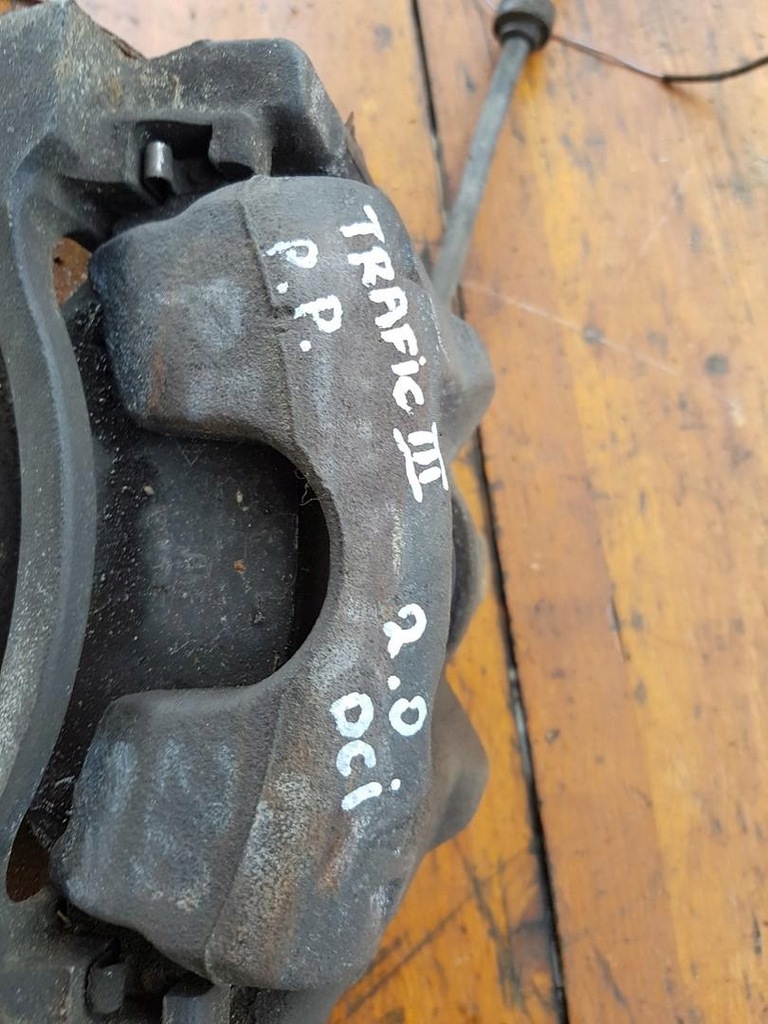 TRAFiC III
P.P.
2.0
DCi